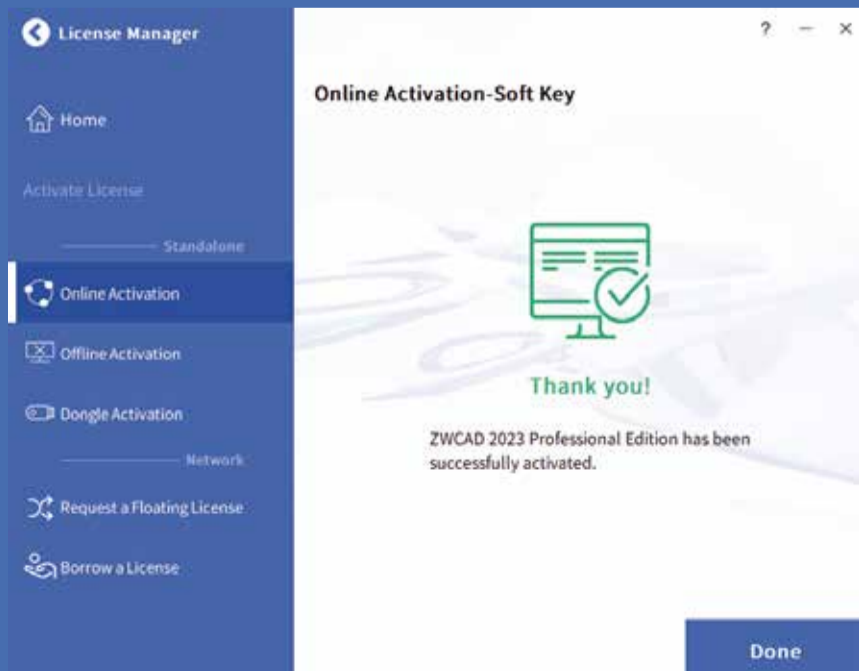 License Manager
? — ×
Home
Activate License
Standalone
Online Activation
Offline Activation
Dongle Activation
Network
Request a Floating License
Borrow a License
Online Activation-Soft Key
Thank you!
ZWCAD 2023 Professional Edition has been
successfully activated.
Done